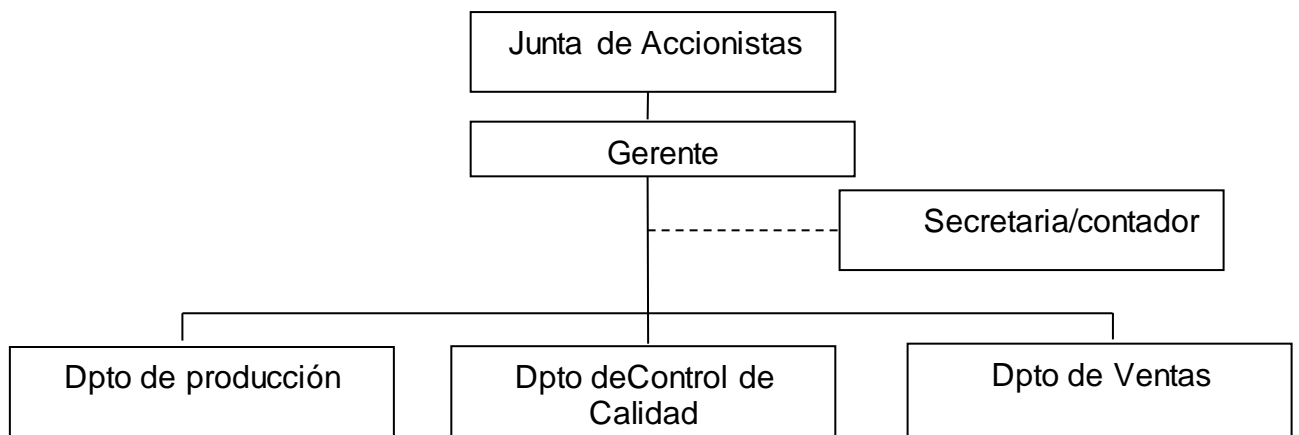 Junta de Accionistas
Gerente
Secretaria/contador
Dpto de producción
Dpto deControl de
Calidad
Dpto de Ventas